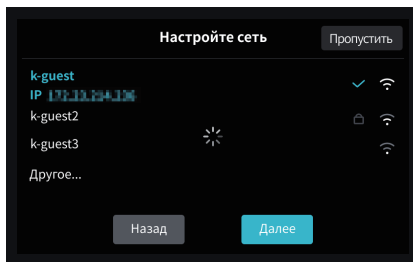 Настройте сеть
Пропустить
k-guest
IP
k-guest2
k-guest3
Другое...
Назад
Далее